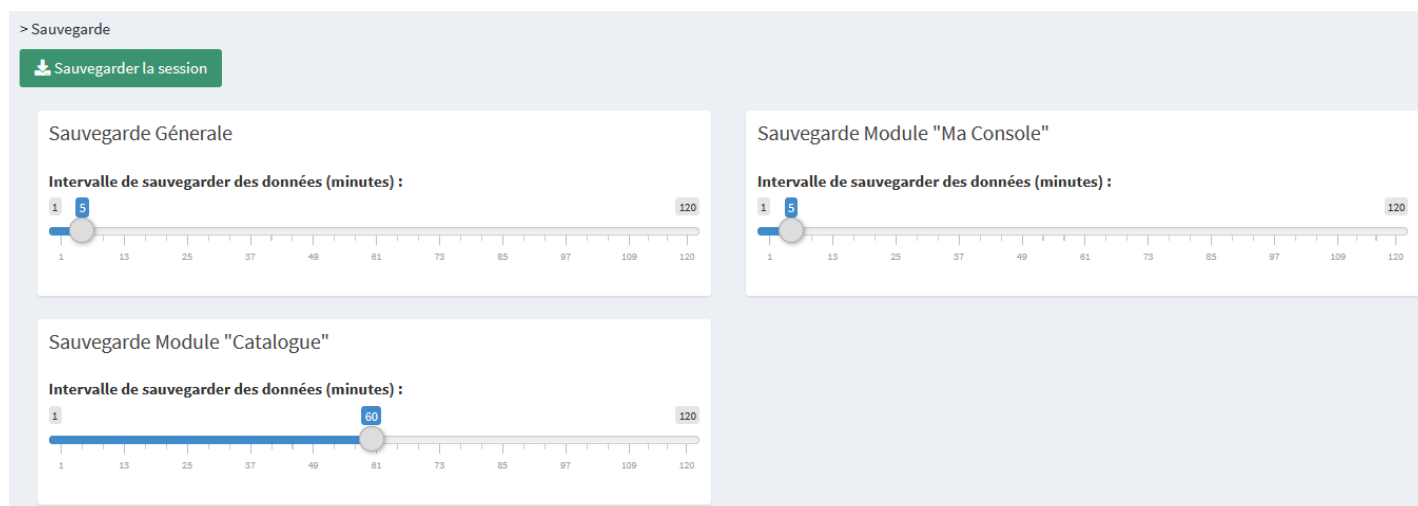 > Sauvegarde
Sauvegarder la session
Sauvegarde Génerale
Intervalle de sauvegarder des données (minutes) :
1 5 120
1 13 25 37 49 61 73 85 97 109 120
Sauvegarde Module "Ma Console"
Intervalle de sauvegarder des données (minutes) :
1 5 120
1 13 25 37 49 61 73 85 97 109 120
Sauvegarde Module "Catalogue"
Intervalle de sauvegarder des données (minutes) :
1 60 120
1 13 25 37 49 61 73 85 97 109 120